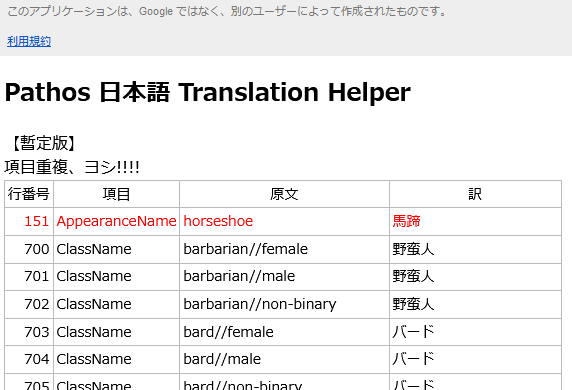 このアプリケーションは、Google ではなく、別のユーザーによって作成されたものです。
利用規約
Pathos 日本語 Translation Helper
【暫定版】
項目重複、ヨシ!!!!
行番号 項目 原文 訳
151 AppearanceName horseshoe 馬蹄
700 ClassName barbarian//female 野蛮人
701 ClassName barbarian//male 野蛮人
702 ClassName barbarian//non-binary 野蛮人
703 ClassName bard//female バード
704 ClassName bard//male バード
705 ClassName bard//non-binary バード